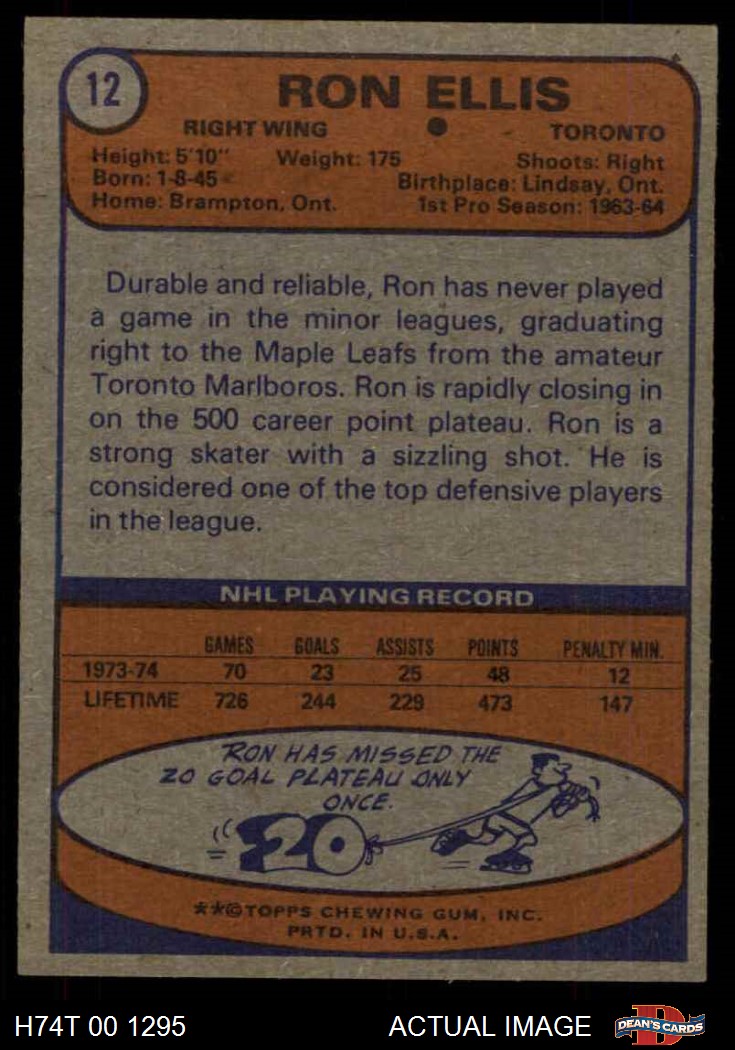 12
RON ELLIS
RIGHT WING TORONTO
Height: 5'10" Weight: 175 Shoots: Right
Born: 1-8-45 Birthplace: Lindsay, Ont.
Home: Brampton, Ont. 1st Pro Season: 1963-64
Durable and reliable, Ron has never played
a game in the minor leagues, graduating
right to the Maple Leafs from the amateur
Toronto Marlboros. Ron is rapidly closing in
on the 500 career point plateau. Ron is a
strong skater with a sizzling shot. He is
considered one of the top defensive players
in the league.
NHL PLAYING RECORD
GAMES GOALS ASSISTS POINTS PENALTY MIN.
1973-74 70 23 25 48 12
LIFETIME 726 244 229 473 147
RON HAS MISSED THE
20 GOAL PLATEAU ONLY
ONCE.
20
**©TOPPS CHEWING GUM, INC.
PRTD. IN U.S.A.
H74T 00 1295 ACTUAL IMAGE D DEAN'S CARDS